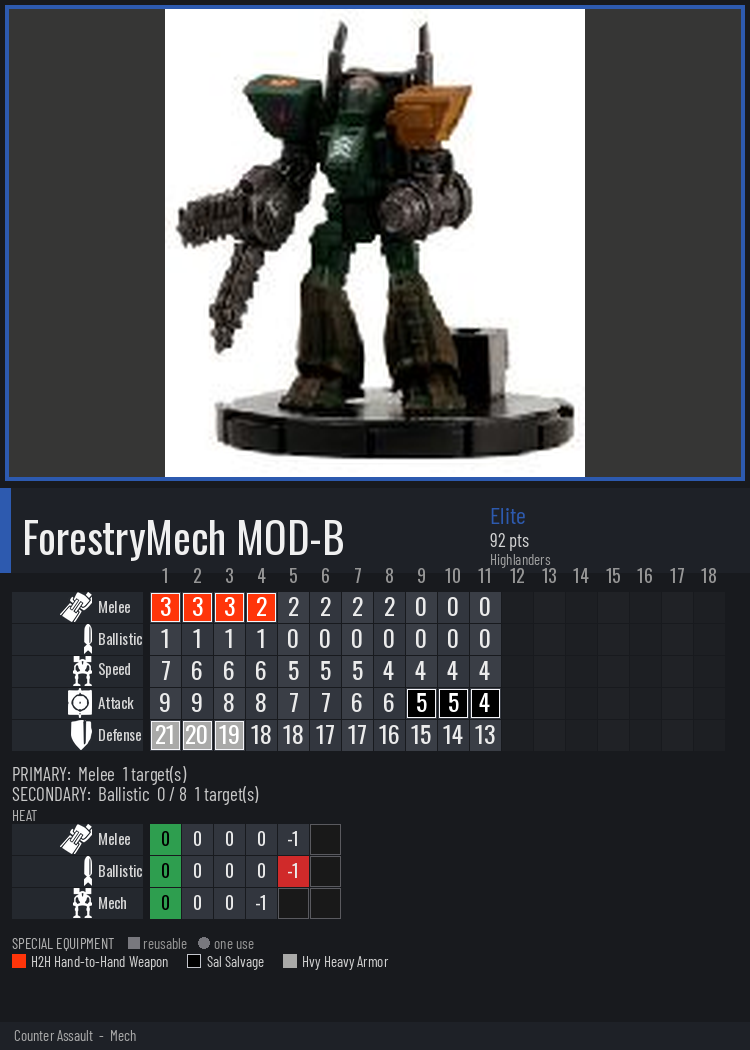 ForestryMech MOD-B
Elite
92 pts
Highlanders
1 2 3 4 5 6 7 8 9 10 11 12 13 14 15 16 17 18
Melee 3 3 3 2 2 2 2 2 0 0 0
Ballistic 1 1 1 1 0 0 0 0 0 0 0
Speed 7 6 6 6 5 5 5 4 4 4 4
Attack 9 9 8 8 7 7 6 6 5 5 4
Defense 21 20 19 18 18 17 17 16 15 14 13
PRIMARY: Melee 1 target(s)
SECONDARY: Ballistic 0 / 8 1 target(s)
HEAT
Melee 0 0 0 0 -1
Ballistic 0 0 0 0 -1
Mech 0 0 0 -1
SPECIAL EQUIPMENT reusable one use
H2H Hand-to-Hand Weapon Sal Salvage Hvy Heavy Armor
Counter Assault - Mech